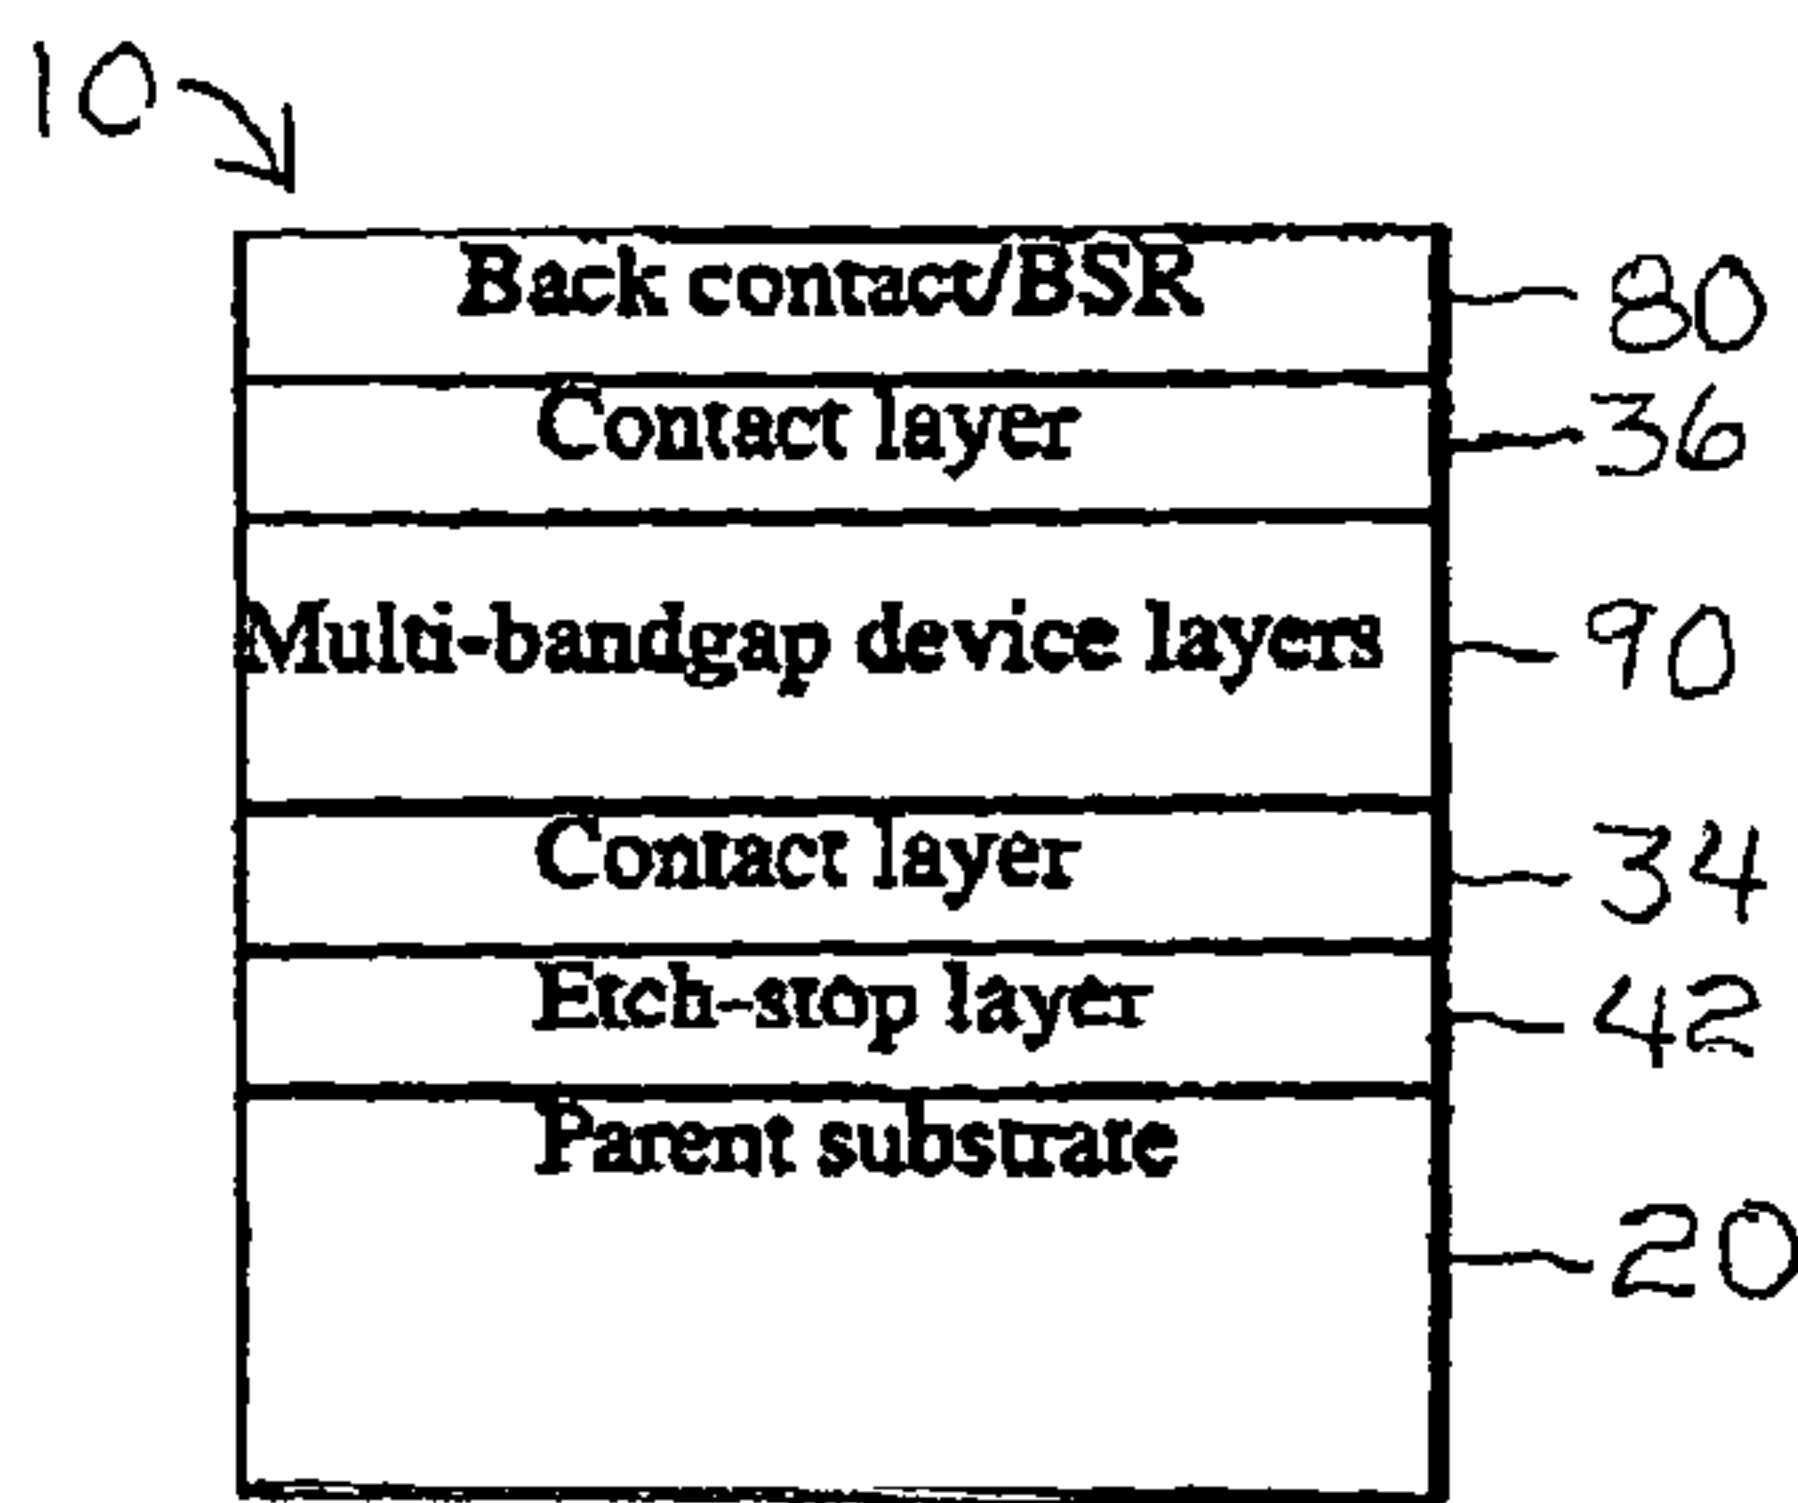 10
Back contact/BSR 80
Contact layer 36
Multi-bandgap device layers 90
Contact layer 34
Etch-stop layer 42
Parent substrate
20